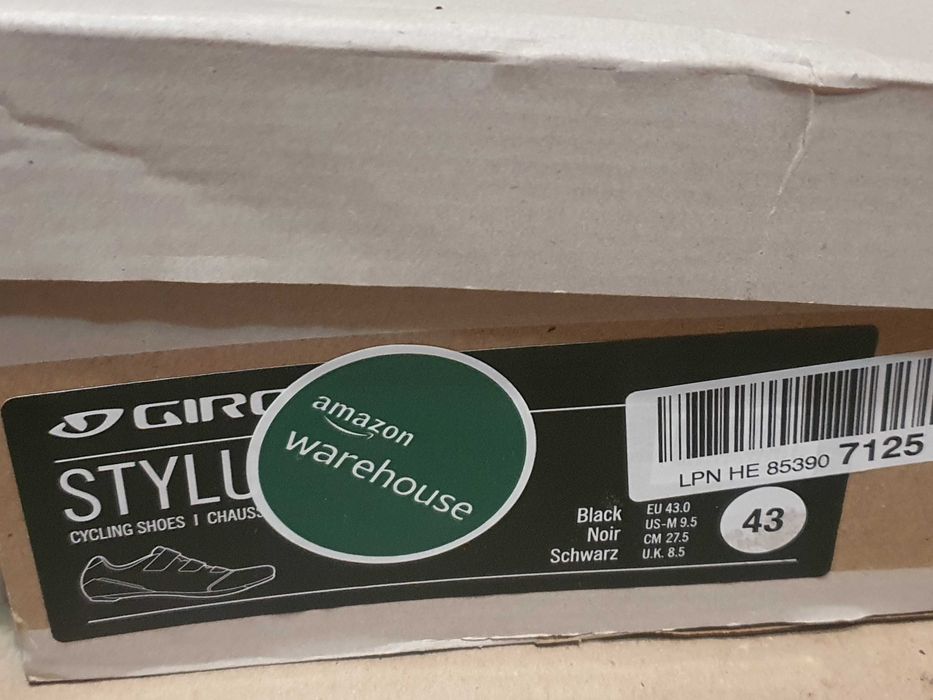 GIRO
STYLU
CYCLING SHOES I CHAUSS
amazon
warehouse
LPN HE 85390 7125
Black
Noir
Schwarz
EU 43.0
US-M 9.5
CM 27.5
U.K. 8.5
43